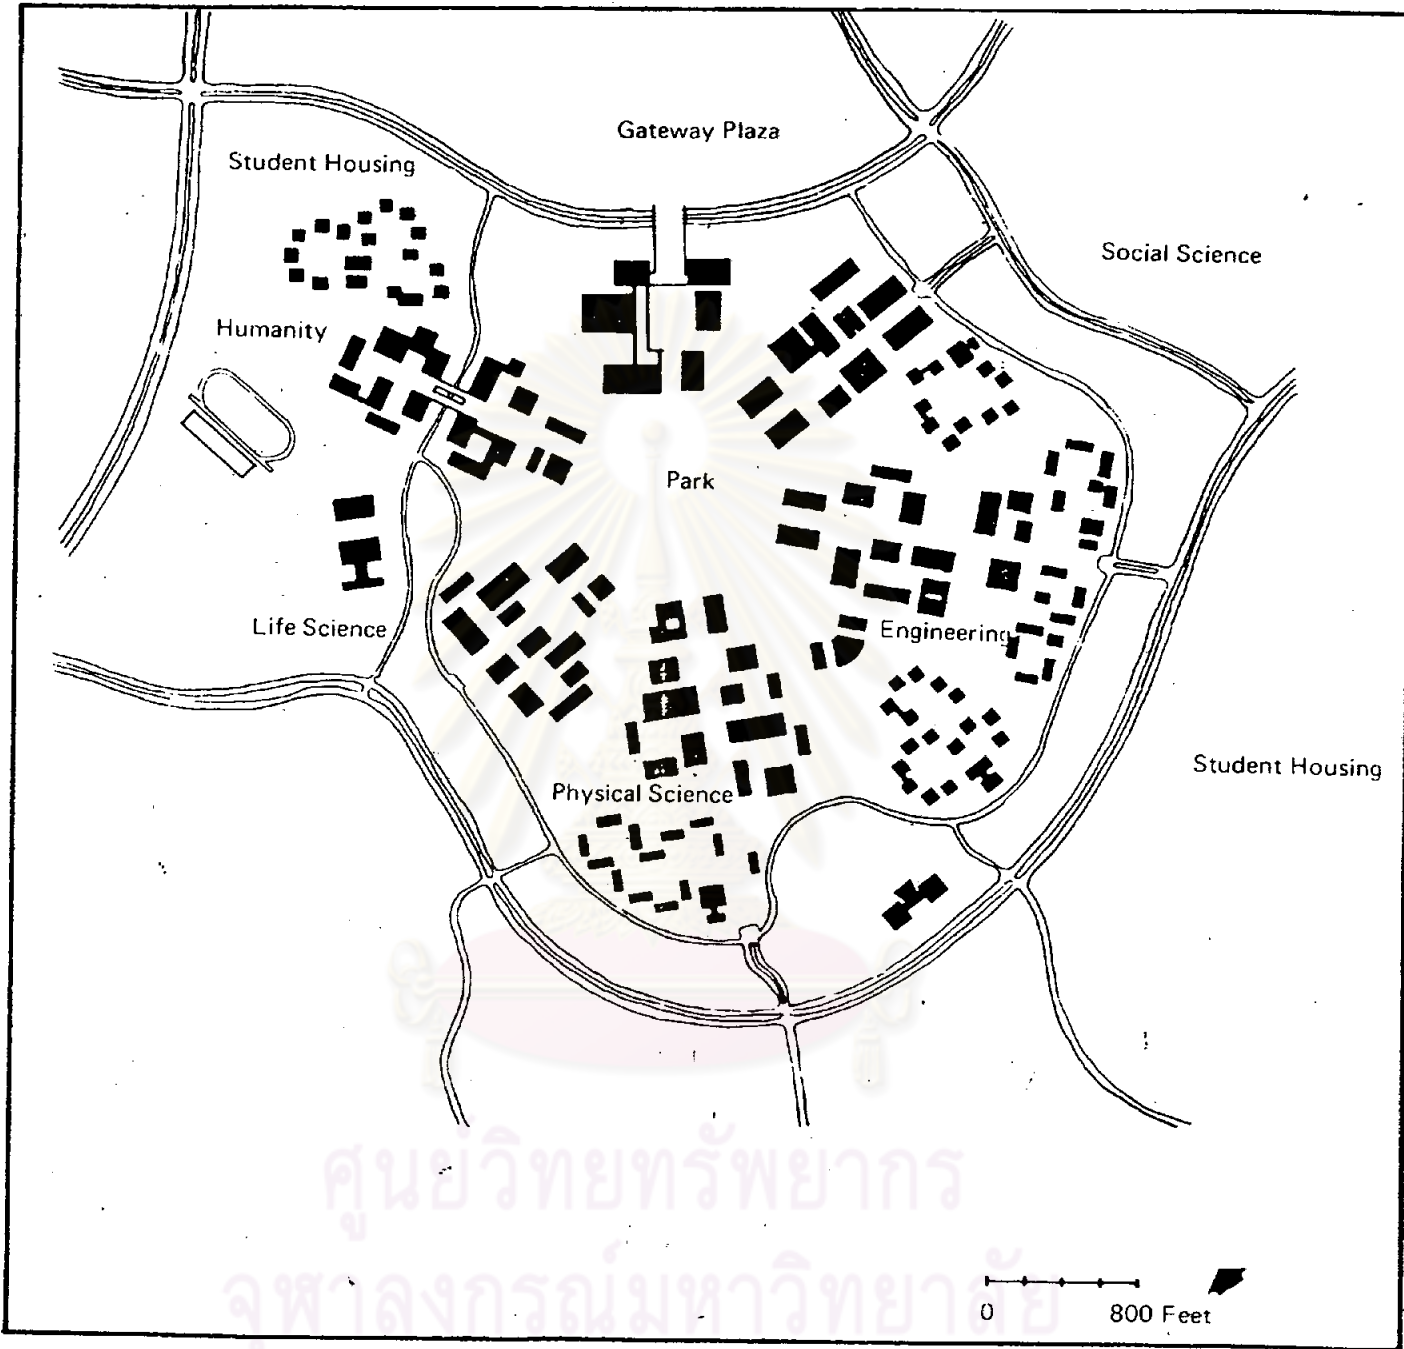 Gateway Plaza
Student Housing
Social Science
Humanity
Park
Life Science
Engineering
Student Housing
Physical Science
ศูนย์วิทยทรัพยากร
จุฬาลงกรณ์มหาวิทยาลัย
0 800 Feet